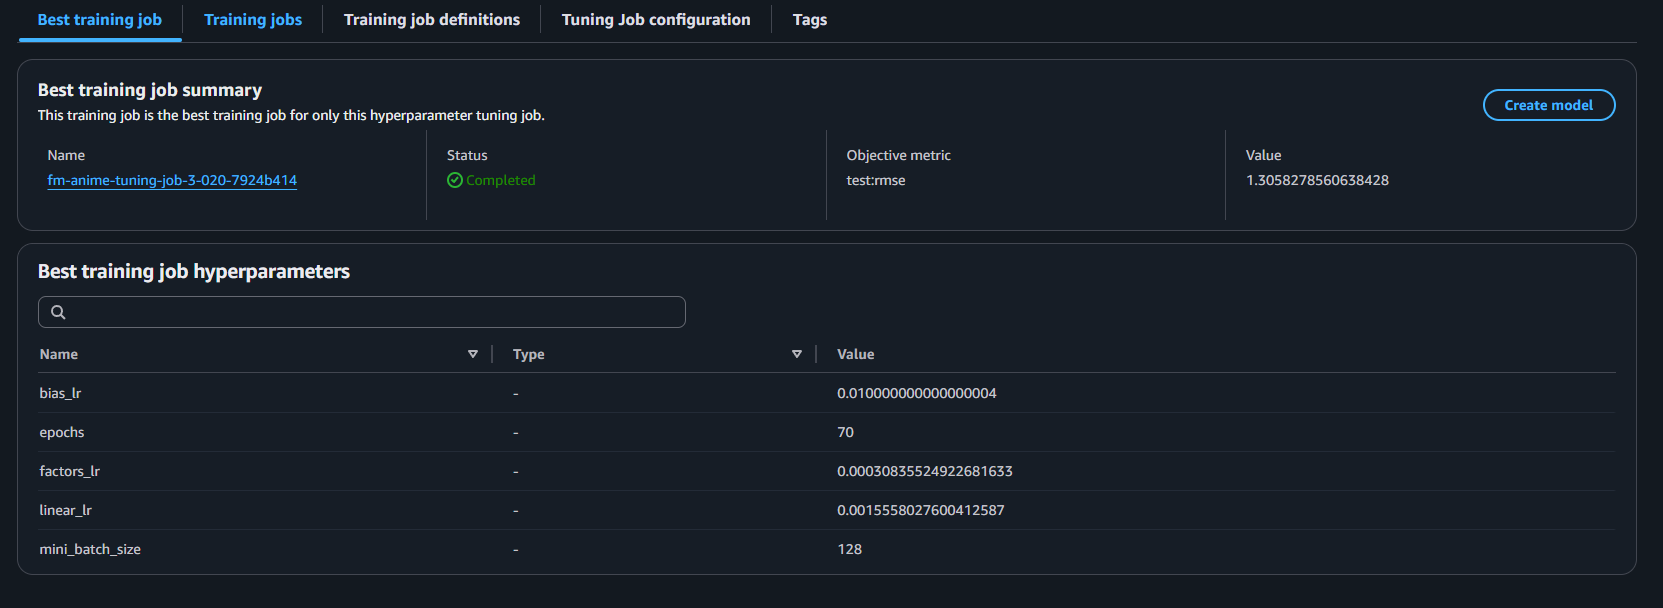 Best training job
Training jobs
Training job definitions
Tuning Job configuration
Tags
Best training job summary
This training job is the best training job for only this hyperparameter tuning job.
Create model
Name
fm-anime-tuning-job-3-020-7924b414
Status
Completed
Objective metric
test:rmse
Value
1.3058278560638428
Best training job hyperparameters
Name Type Value
bias_lr - 0.010000000000000004
epochs - 70
factors_lr - 0.00030835524922681633
linear_lr - 0.0015558027600412587
mini_batch_size - 128